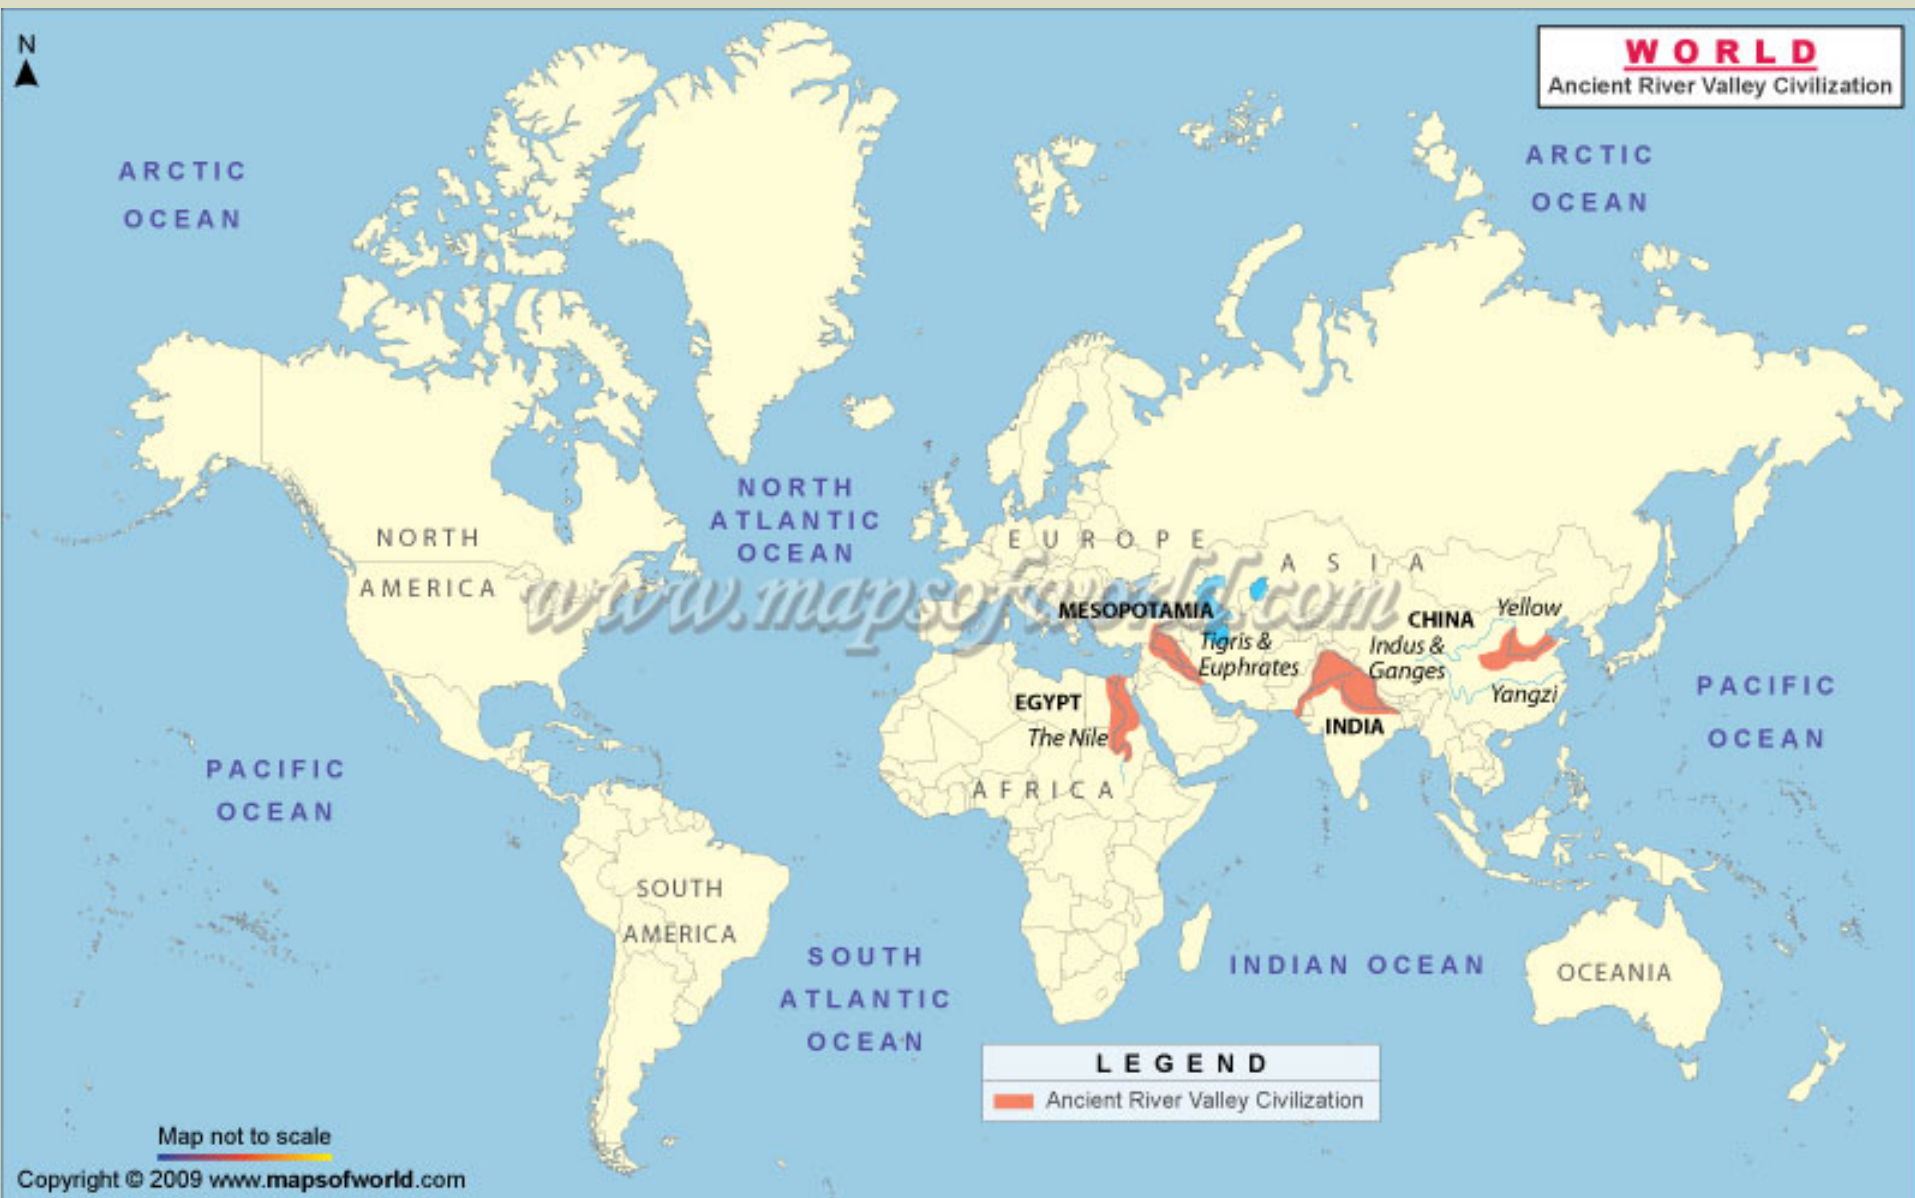 N
WORLD
Ancient River Valley Civilization
ARCTIC
OCEAN
ARCTIC
OCEAN
NORTH
ATLANTIC
OCEAN
NORTH
AMERICA
EUROPE
ASIA
www.mapsofworld.com
MESOPOTAMIA
Tigris &
Euphrates
CHINA
Yellow
Indus &
Ganges
Yangzi
EGYPT
The Nile
INDIA
AFRICA
PACIFIC
OCEAN
PACIFIC
OCEAN
SOUTH
AMERICA
SOUTH
ATLANTIC
OCEAN
INDIAN OCEAN
OCEANIA
LEGEND
Ancient River Valley Civilization
Map not to scale
Copyright © 2009 www.mapsofworld.com